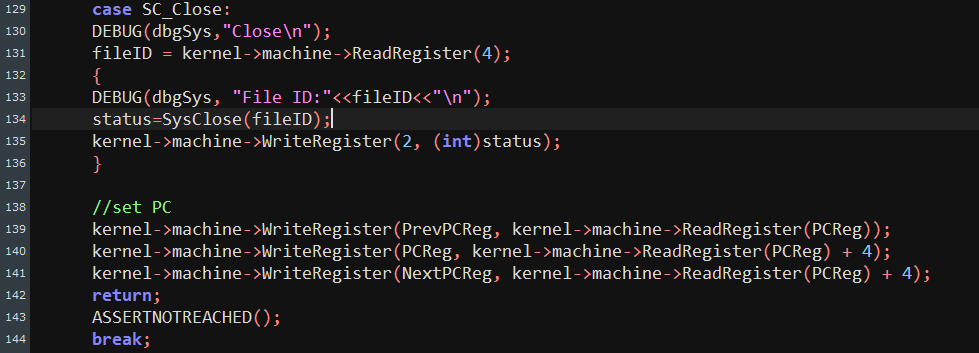 129 case SC_Close:
130 DEBUG(dbgSys,"Close\n");
131 fileID = kernel->machine->ReadRegister(4);
132 {
133 DEBUG(dbgSys, "File ID:"<<fileID<<"\n");
134 status=SysClose(fileID);
135 kernel->machine->WriteRegister(2, (int)status);
136 }
137
138 //set PC
139 kernel->machine->WriteRegister(PrevPCReg, kernel->machine->ReadRegister(PCReg));
140 kernel->machine->WriteRegister(PCReg, kernel->machine->ReadRegister(PCReg) + 4);
141 kernel->machine->WriteRegister(NextPCReg, kernel->machine->ReadRegister(PCReg) + 4);
142 return;
143 ASSERTNOTREACHED();
144 break;